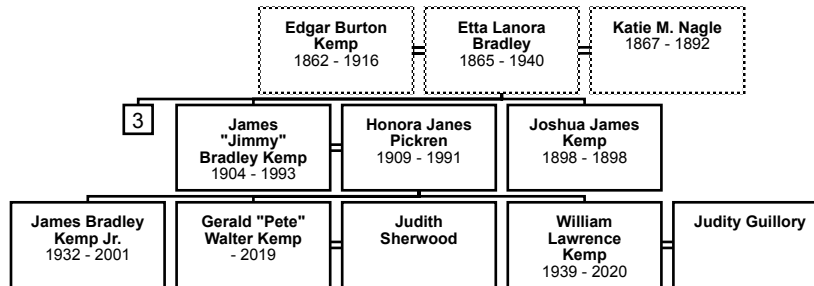 Edgar Burton
Kemp
1862 - 1916
Etta Lanora
Bradley
1865 - 1940
Katie M. Nagle
1867 - 1892
3
James
"Jimmy"
Bradley Kemp
1904 - 1993
Honora Janes
Pickren
1909 - 1991
Joshua James
Kemp
1898 - 1898
James Bradley
Kemp Jr.
1932 - 2001
Gerald "Pete"
Walter Kemp
- 2019
Judith
Sherwood
William
Lawrence
Kemp
1939 - 2020
Judity Guillory